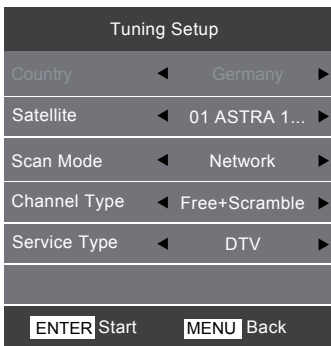 Tuning Setup
Country ◀ Germany ▶
Satellite ◀ 01 ASTRA 1... ▶
Scan Mode ◀ Network ▶
Channel Type ◀ Free+Scramble ▶
Service Type ◀ DTV ▶
ENTER Start MENU Back